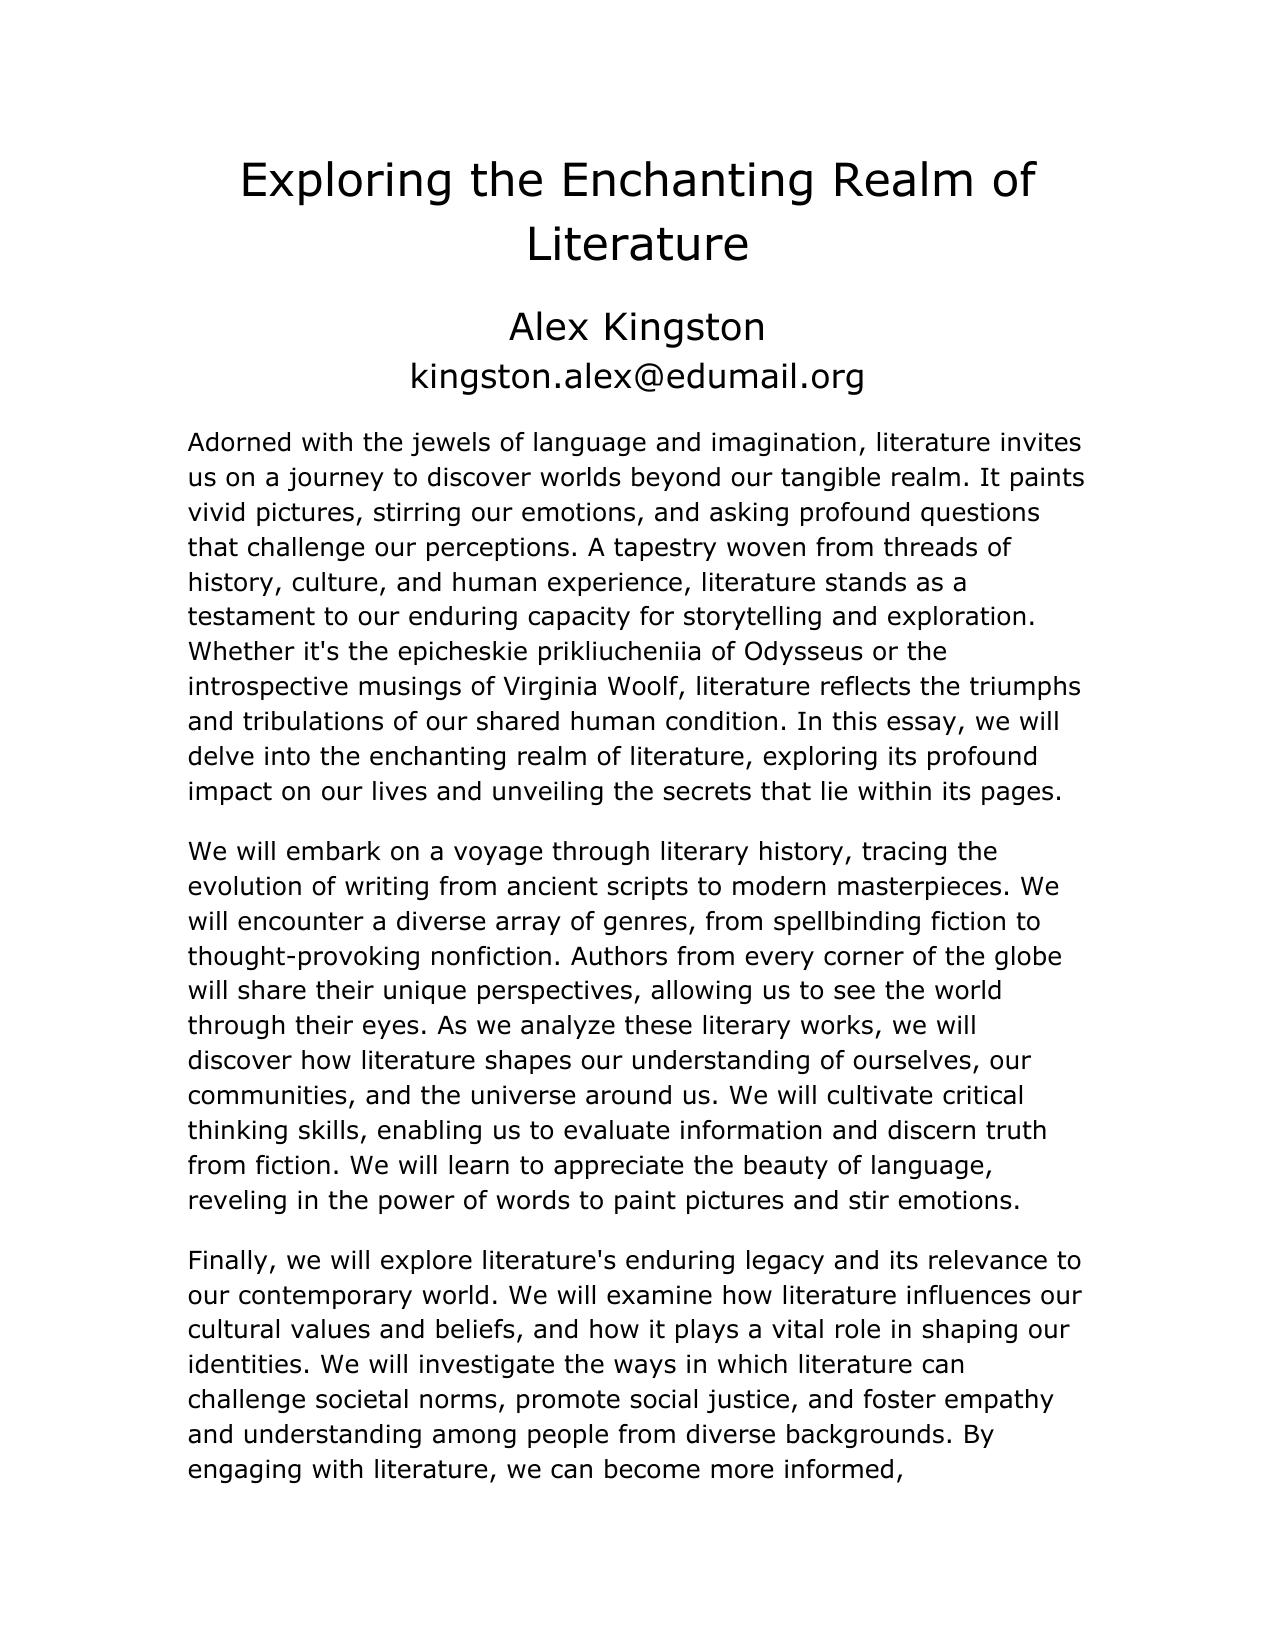 Exploring the Enchanting Realm of
Literature
Alex Kingston
kingston.alex@edumail.org
Adorned with the jewels of language and imagination, literature invites
us on a journey to discover worlds beyond our tangible realm. It paints
vivid pictures, stirring our emotions, and asking profound questions
that challenge our perceptions. A tapestry woven from threads of
history, culture, and human experience, literature stands as a
testament to our enduring capacity for storytelling and exploration.
Whether it's the epicheskie prikliucheniia of Odysseus or the
introspective musings of Virginia Woolf, literature reflects the triumphs
and tribulations of our shared human condition. In this essay, we will
delve into the enchanting realm of literature, exploring its profound
impact on our lives and unveiling the secrets that lie within its pages.
We will embark on a voyage through literary history, tracing the
evolution of writing from ancient scripts to modern masterpieces. We
will encounter a diverse array of genres, from spellbinding fiction to
thought-provoking nonfiction. Authors from every corner of the globe
will share their unique perspectives, allowing us to see the world
through their eyes. As we analyze these literary works, we will
discover how literature shapes our understanding of ourselves, our
communities, and the universe around us. We will cultivate critical
thinking skills, enabling us to evaluate information and discern truth
from fiction. We will learn to appreciate the beauty of language,
reveling in the power of words to paint pictures and stir emotions.
Finally, we will explore literature's enduring legacy and its relevance to
our contemporary world. We will examine how literature influences our
cultural values and beliefs, and how it plays a vital role in shaping our
identities. We will investigate the ways in which literature can
challenge societal norms, promote social justice, and foster empathy
and understanding among people from diverse backgrounds. By
engaging with literature, we can become more informed,